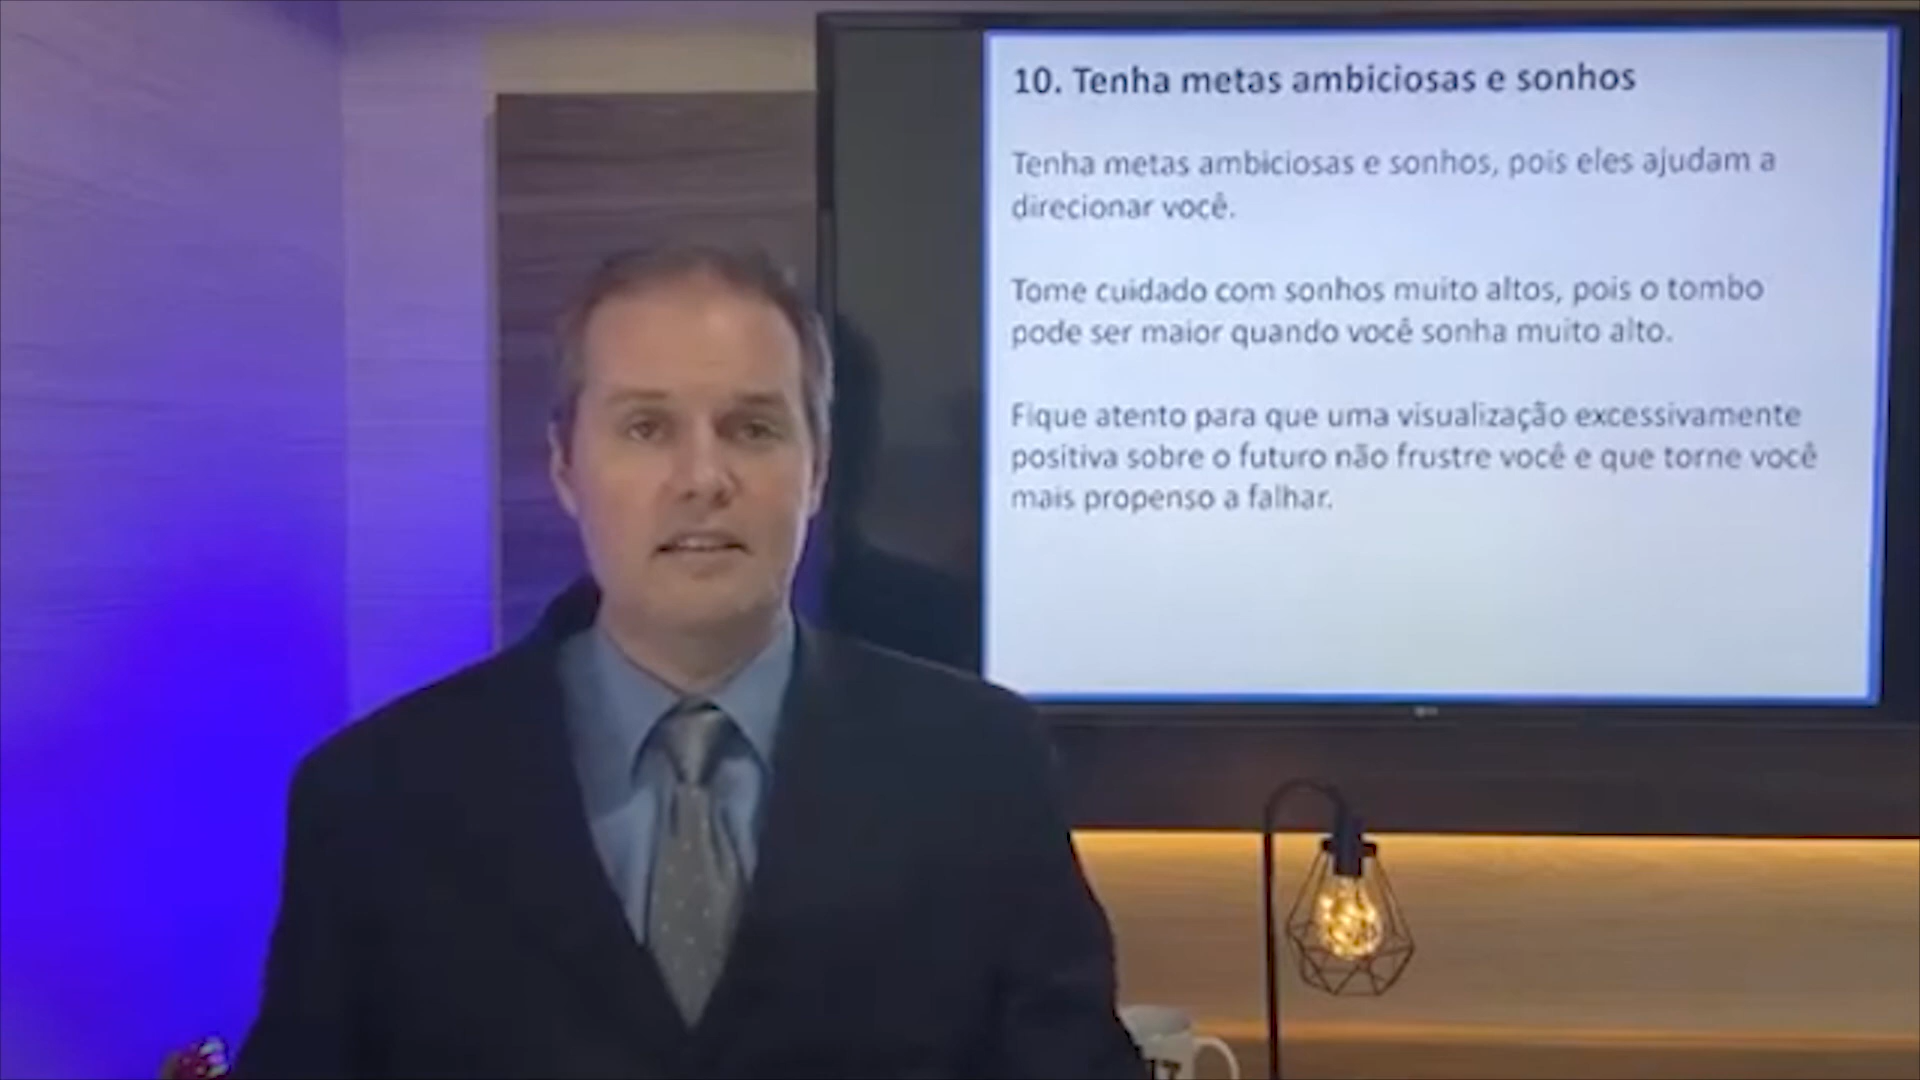 10. Tenha metas ambiciosas e sonhos
Tenha metas ambiciosas e sonhos, pois eles ajudam a
direcionar você.
Tome cuidado com sonhos muito altos, pois o tombo
pode ser maior quando você sonha muito alto.
Fique atento para que uma visualização excessivamente
positiva sobre o futuro não frustre você e que torne você
mais propenso a falhar.